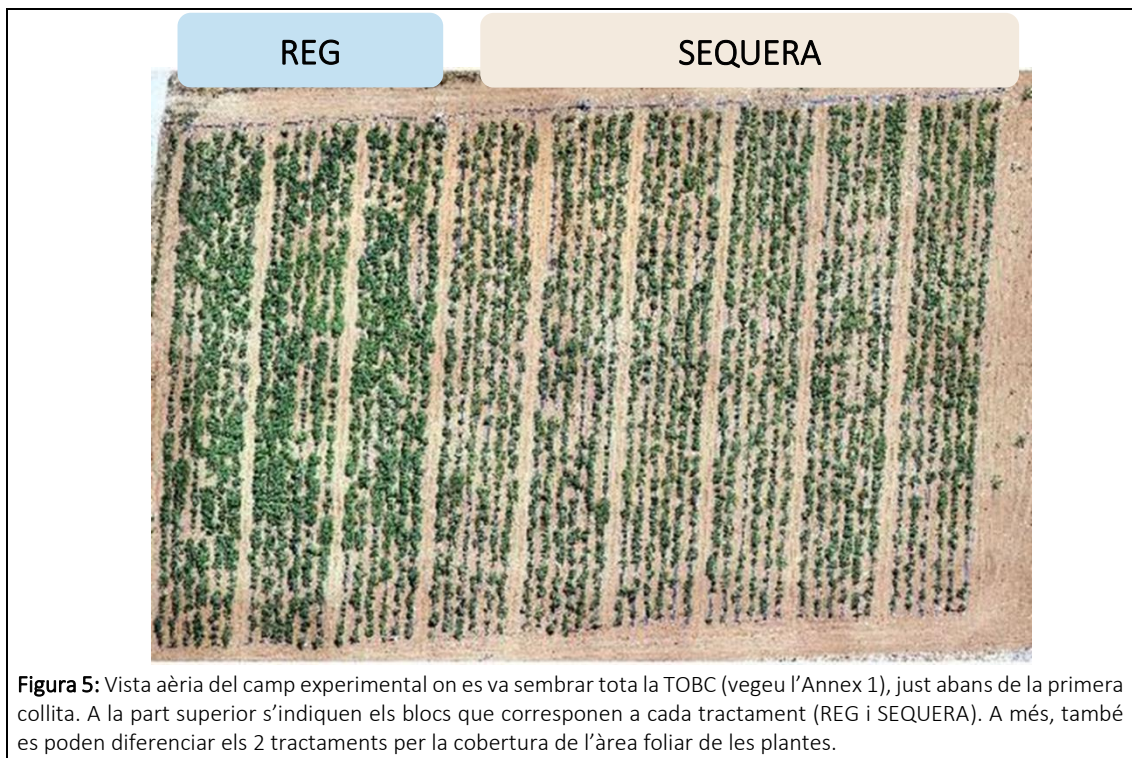 REG
SEQUERA
Figura 5: Vista aèria del camp experimental on es va sembrar tota la TOBC (vegeu l’Annex 1), just abans de la primera
collita. A la part superior s’indiquen els blocs que corresponen a cada tractament (REG i SEQUERA). A més, també
es poden diferenciar els 2 tractaments per la cobertura de l’àrea foliar de les plantes.